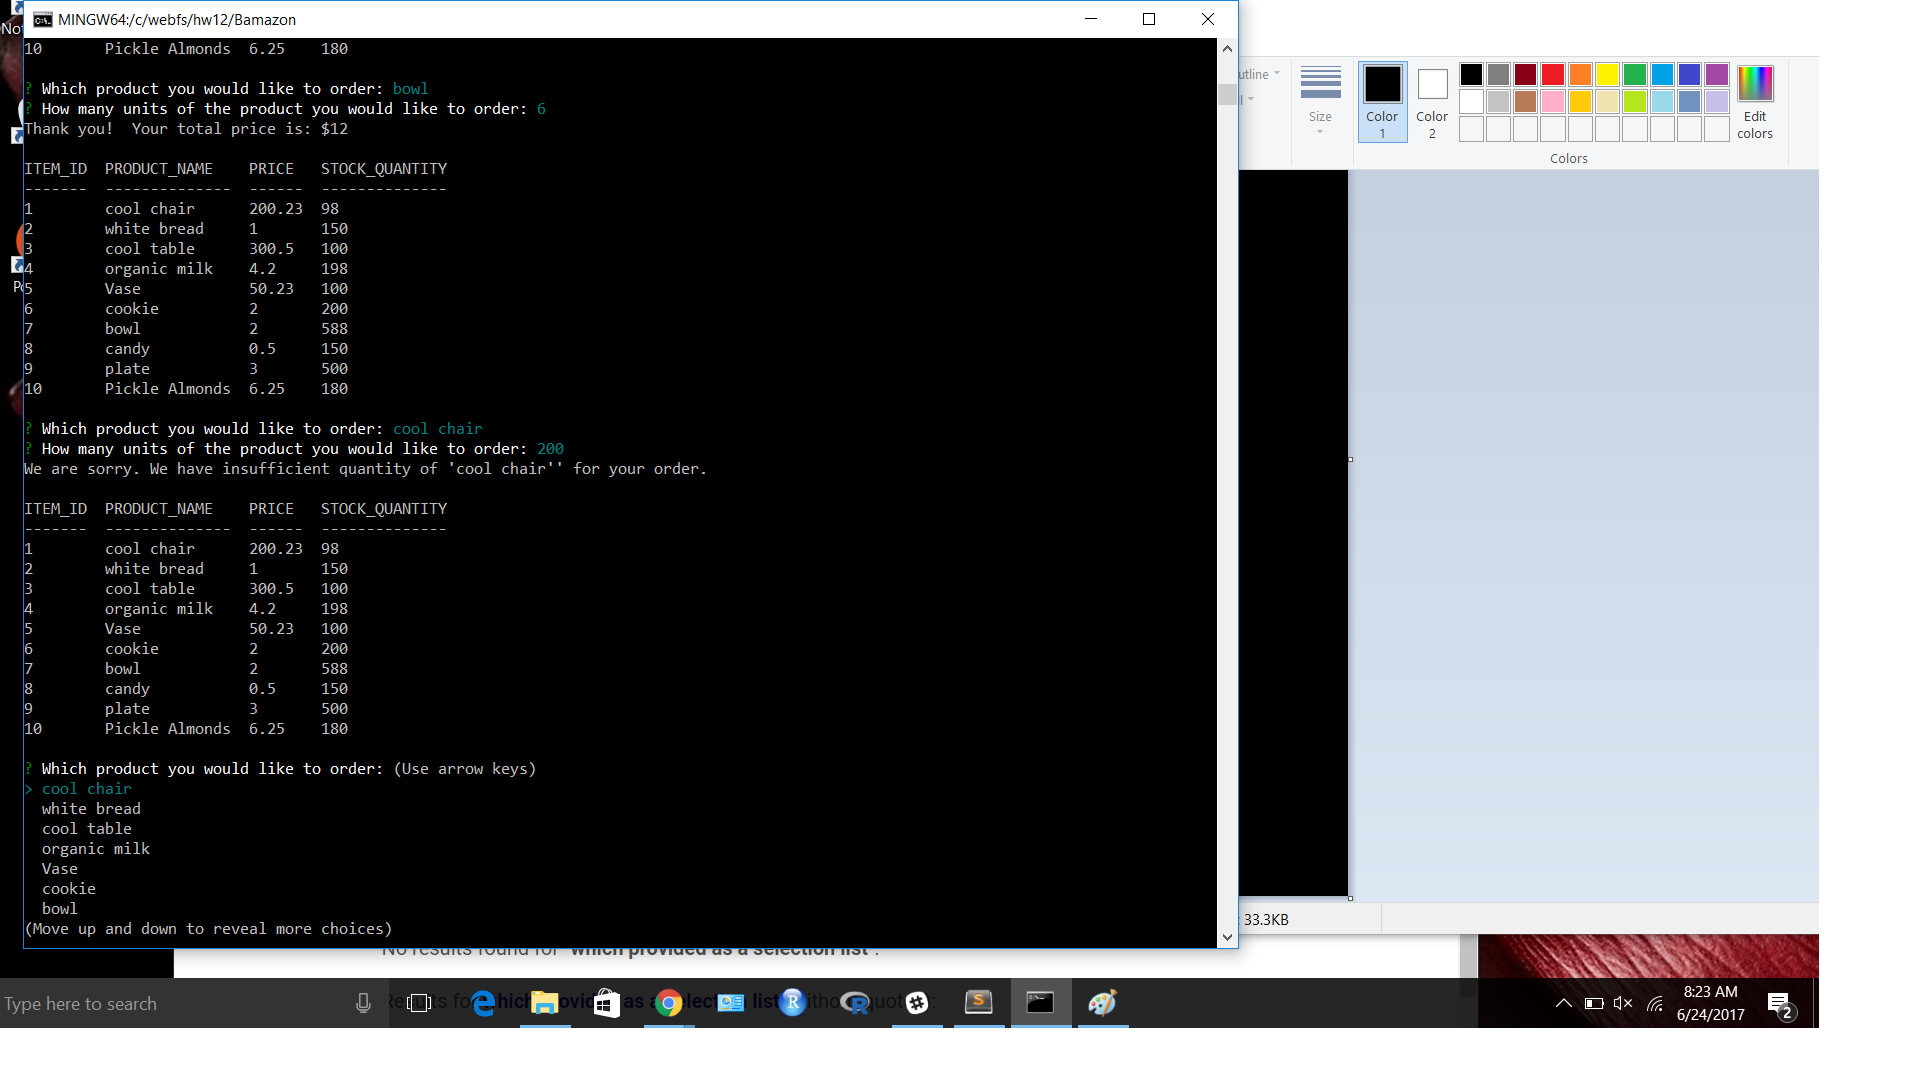 MINGW64:/c/webfs/hw12/Bamazon
10 Pickle Almonds 6.25 180
? Which product you would like to order: bowl
? How many units of the product you would like to order: 6
Thank you! Your total price is: $12
ITEM_ID PRODUCT_NAME PRICE STOCK_QUANTITY
------- -------------- ------ --------------
1 cool chair 200.23 98
2 white bread 1 150
3 cool table 300.5 100
4 organic milk 4.2 198
5 Vase 50.23 100
6 cookie 2 200
7 bowl 2 588
8 candy 0.5 150
9 plate 3 500
10 Pickle Almonds 6.25 180
? Which product you would like to order: cool chair
? How many units of the product you would like to order: 200
We are sorry. We have insufficient quantity of 'cool chair'' for your order.
ITEM_ID PRODUCT_NAME PRICE STOCK_QUANTITY
------- -------------- ------ --------------
1 cool chair 200.23 98
2 white bread 1 150
3 cool table 300.5 100
4 organic milk 4.2 198
5 Vase 50.23 100
6 cookie 2 200
7 bowl 2 588
8 candy 0.5 150
9 plate 3 500
10 Pickle Almonds 6.25 180
? Which product you would like to order: (Use arrow keys)
> cool chair
white bread
cool table
organic milk
Vase
cookie
bowl
(Move up and down to reveal more choices)
Size
Color 1
Color 2
Edit colors
Colors
33.3KB
No results found for "which provided as a selection list".
Type here to search
8:23 AM
6/24/2017
2